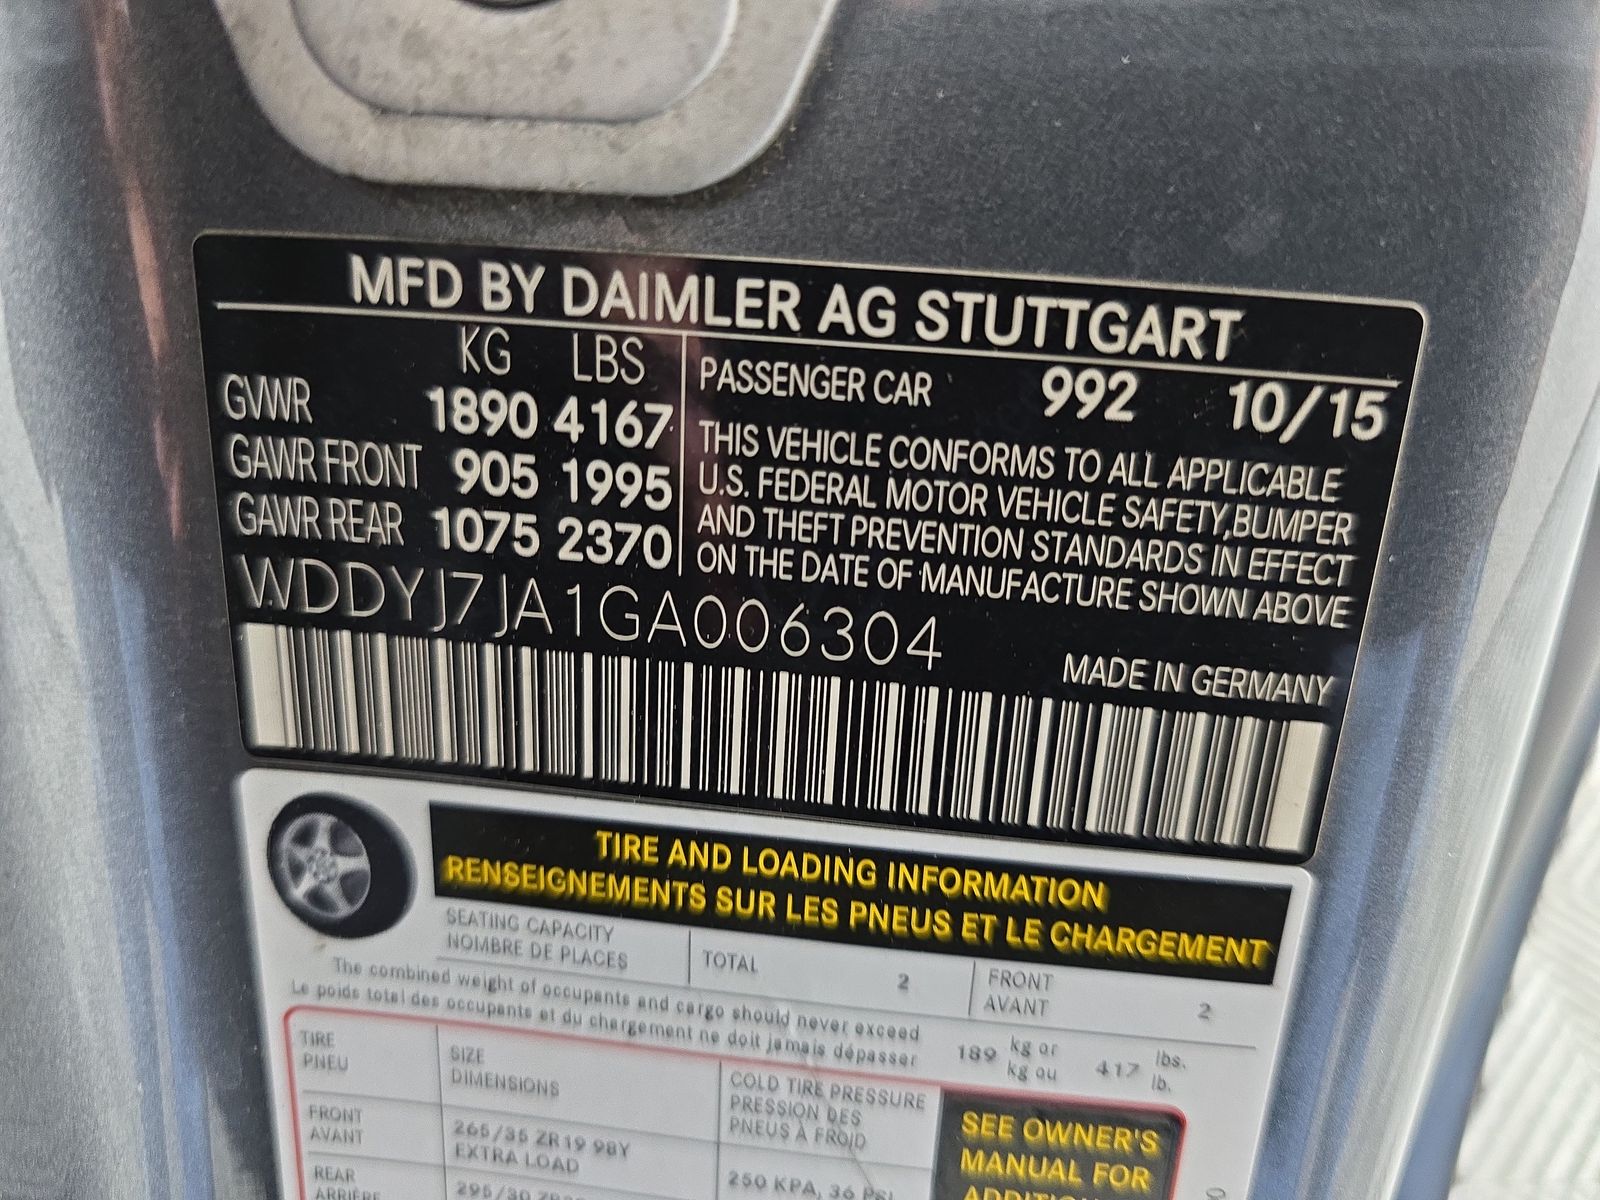 MFD BY DAIMLER AG STUTTGART
KG LBS
GVWR 1890 4167
GAWR FRONT 905 1995
GAWR REAR 1075 2370
PASSENGER CAR 992 10/15
THIS VEHICLE CONFORMS TO ALL APPLICABLE
U.S. FEDERAL MOTOR VEHICLE SAFETY,BUMPER
AND THEFT PREVENTION STANDARDS IN EFFECT
ON THE DATE OF MANUFACTURE SHOWN ABOVE
WDDYJ7JA1GA006304
MADE IN GERMANY
TIRE AND LOADING INFORMATION
RENSEIGNEMENTS SUR LES PNEUS ET LE CHARGEMENT
SEATING CAPACITY
NOMBRE DE PLACES
TOTAL 2
FRONT
AVANT 2
The combined weight of occupants and cargo should never exceed
Le poids total des occupants et du chargement ne doit jamais dépasser
189 kg or
kg ou
417 lbs.
lb.
TIRE
PNEU
SIZE
DIMENSIONS
COLD TIRE PRESSURE
PRESSION DES
PNEUS À FROID
FRONT
AVANT
265/35 ZR19 98Y
EXTRA LOAD
250 KPA, 36 PSI
REAR
ARRIÈRE
295/30
SEE OWNER'S
MANUAL FOR